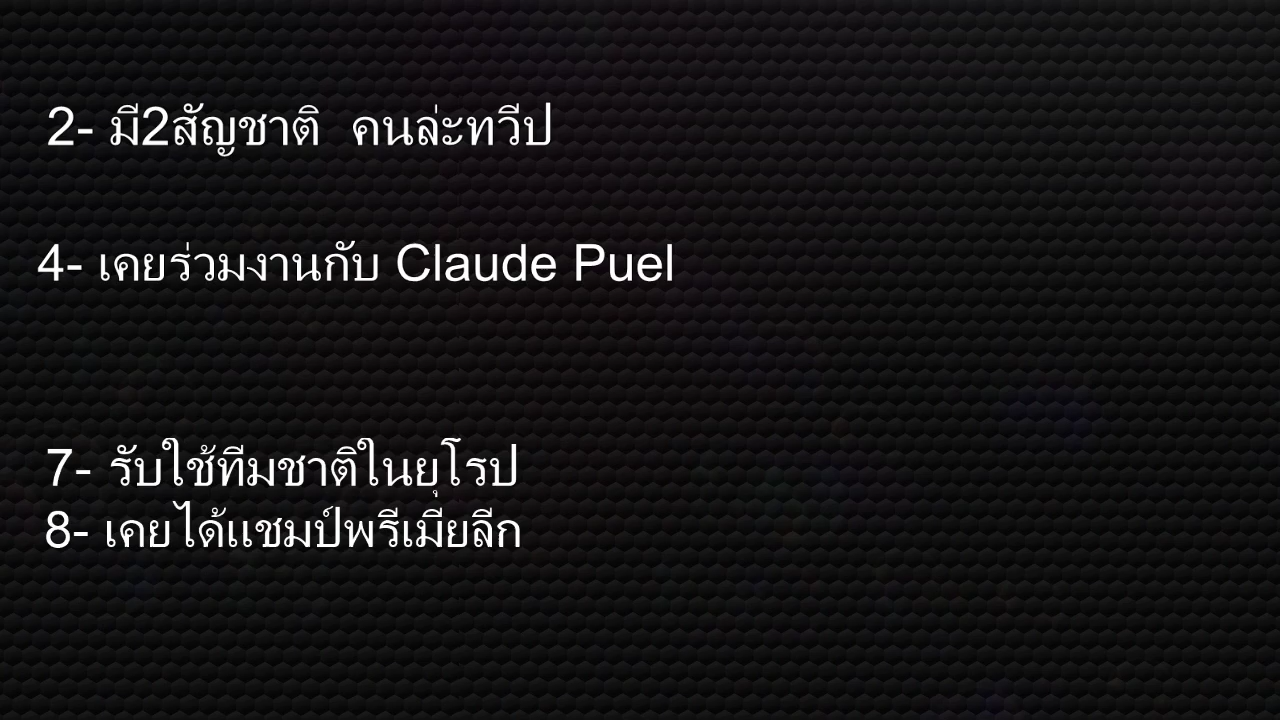 2- มี2สัญชาติ คนล่ะทวีป
4- เคยร่วมงานกับ Claude Puel
7- รับใช้ทีมชาติในยุโรป
8- เคยได้แชมป์พรีเมียลีก